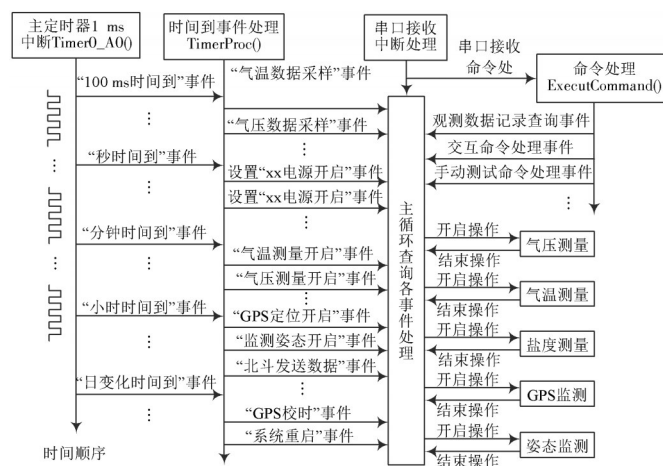 主定时器1 ms
中断Timer0_A0()
时间到事件处理
TimerProc()
串口接收
中断处理
串口接收
命令处
命令处理
ExecutCommand()
“100 ms时间到”事件
“秒时间到”事件
“分钟时间到”事件
“小时时间到”事件
“日变化时间到”事件
时间顺序
“气温数据采样”事件
“气压数据采样”事件
设置“xx电源开启”事件
设置“xx电源开启”事件
“气温测量开启”事件
“气压测量开启”事件
“GPS定位开启”事件
“监测姿态开启”事件
“北斗发送数据”事件
“GPS校时”事件
“系统重启”事件
主循环查询各事件处理
观测数据记录查询事件
交互命令处理事件
手动测试命令处理事件
开启操作
结束操作
气压测量
开启操作
结束操作
气温测量
开启操作
结束操作
盐度测量
开启操作
结束操作
GPS监测
开启操作
结束操作
姿态监测